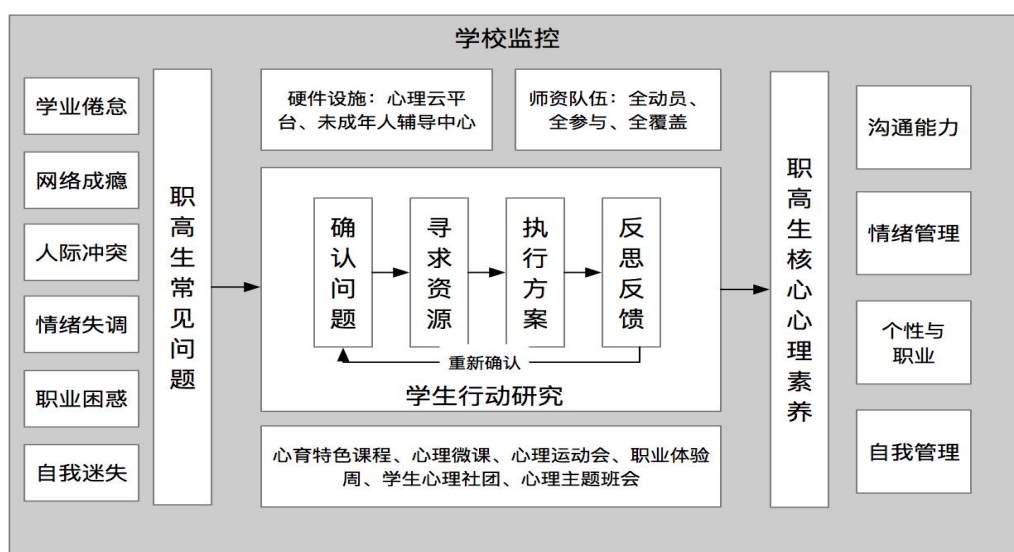 学校监控
学业倦怠
网络成瘾
人际冲突
情绪失调
职业困惑
自我迷失
职高生常见问题
硬件设施：心理云平
台、未成年人辅导中心
师资队伍：全动员、
全参与、全覆盖
确认问题
寻求资源
执行方案
反思反馈
重新确认
学生行动研究
心育特色课程、心理微课、心理运动会、职业体验
周、学生心理社团、心理主题班会
职高生核心心理素养
沟通能力
情绪管理
个性与
职业
自我管理